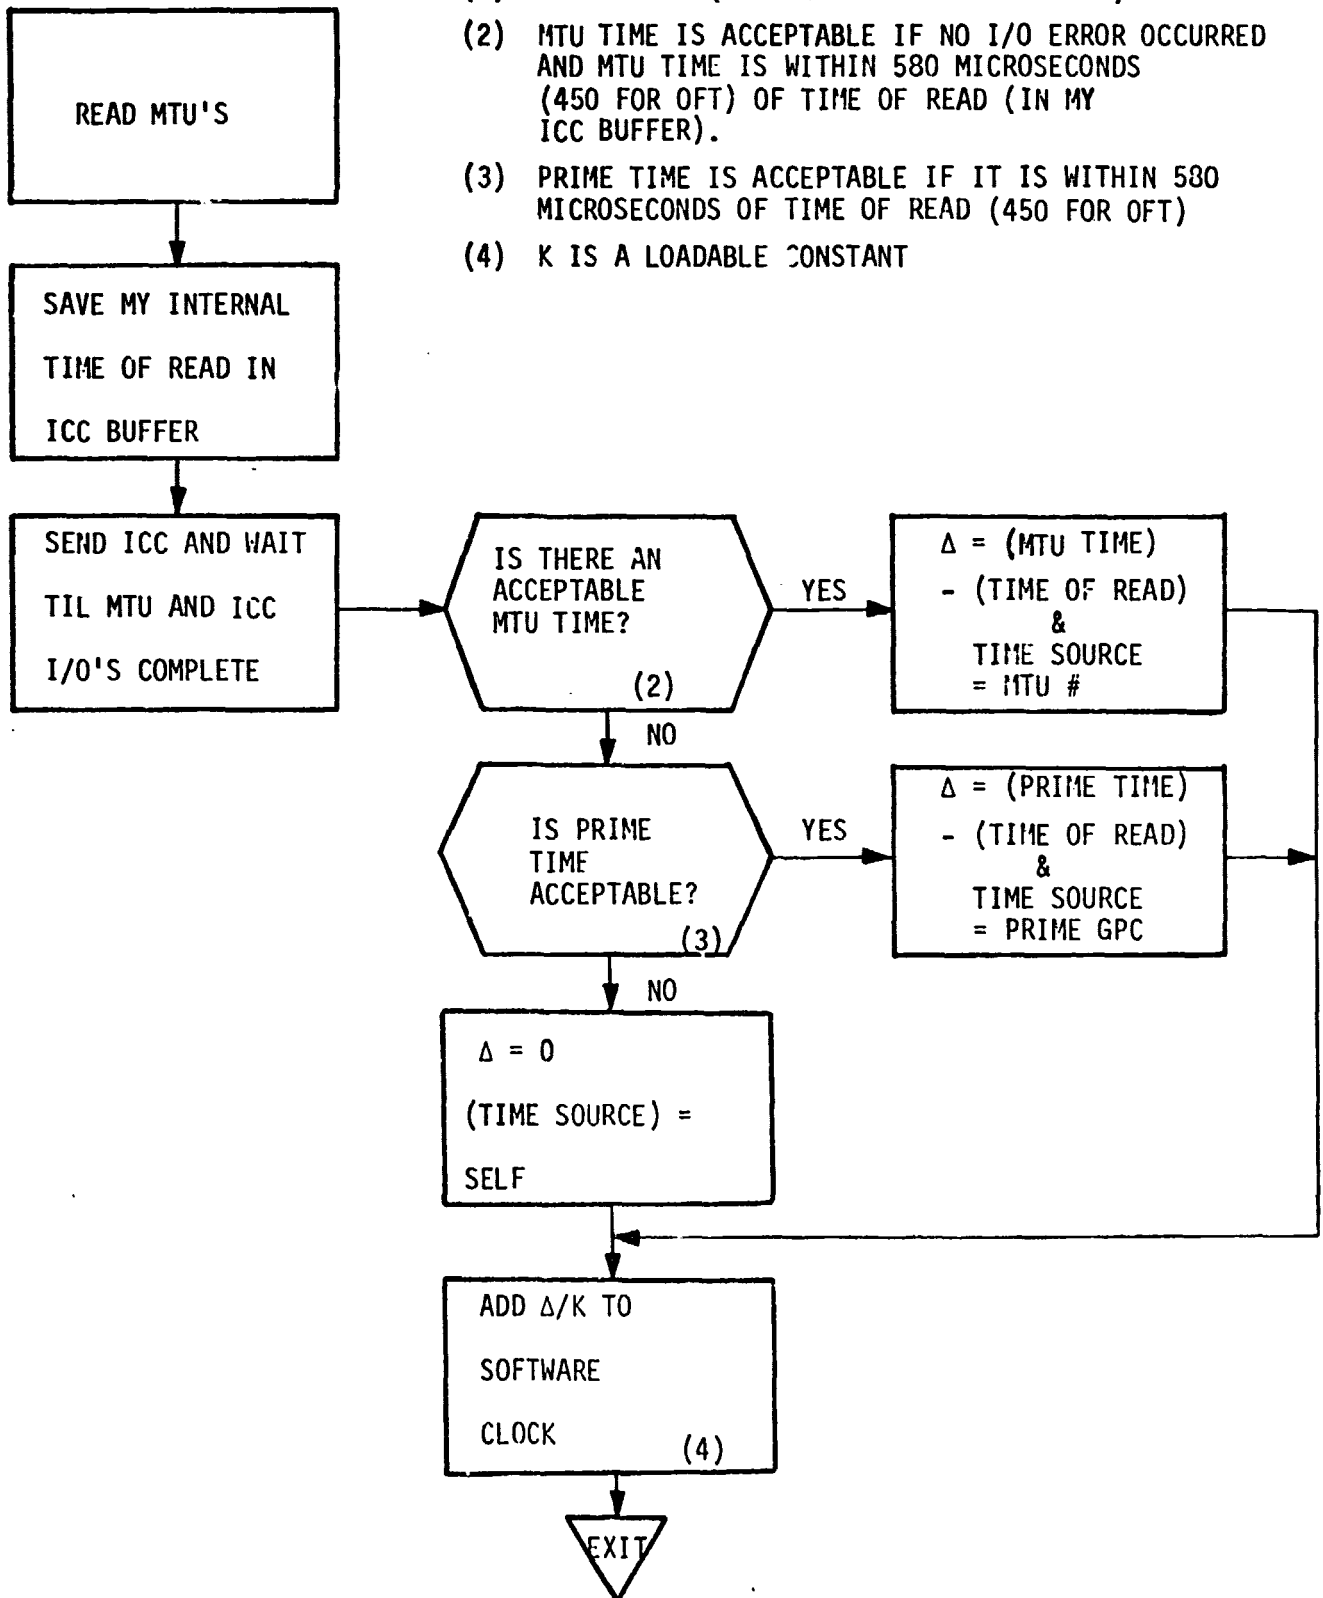 (2) MTU TIME IS ACCEPTABLE IF NO I/O ERROR OCCURRED
AND MTU TIME IS WITHIN 580 MICROSECONDS
(450 FOR OFT) OF TIME OF READ (IN MY
ICC BUFFER).
(3) PRIME TIME IS ACCEPTABLE IF IT IS WITHIN 580
MICROSECONDS OF TIME OF READ (450 FOR OFT)
(4) K IS A LOADABLE CONSTANT
READ MTU'S
SAVE MY INTERNAL
TIME OF READ IN
ICC BUFFER
SEND ICC AND WAIT
TIL MTU AND ICC
I/O'S COMPLETE
IS THERE AN
ACCEPTABLE
MTU TIME?
(2)
YES
Δ = (MTU TIME)
- (TIME OF READ)
&
TIME SOURCE
= MTU #
NO
IS PRIME
TIME
ACCEPTABLE?
(3)
YES
Δ = (PRIME TIME)
- (TIME OF READ)
&
TIME SOURCE
= PRIME GPC
NO
Δ = 0
(TIME SOURCE) =
SELF
ADD Δ/K TO
SOFTWARE
CLOCK
(4)
EXIT